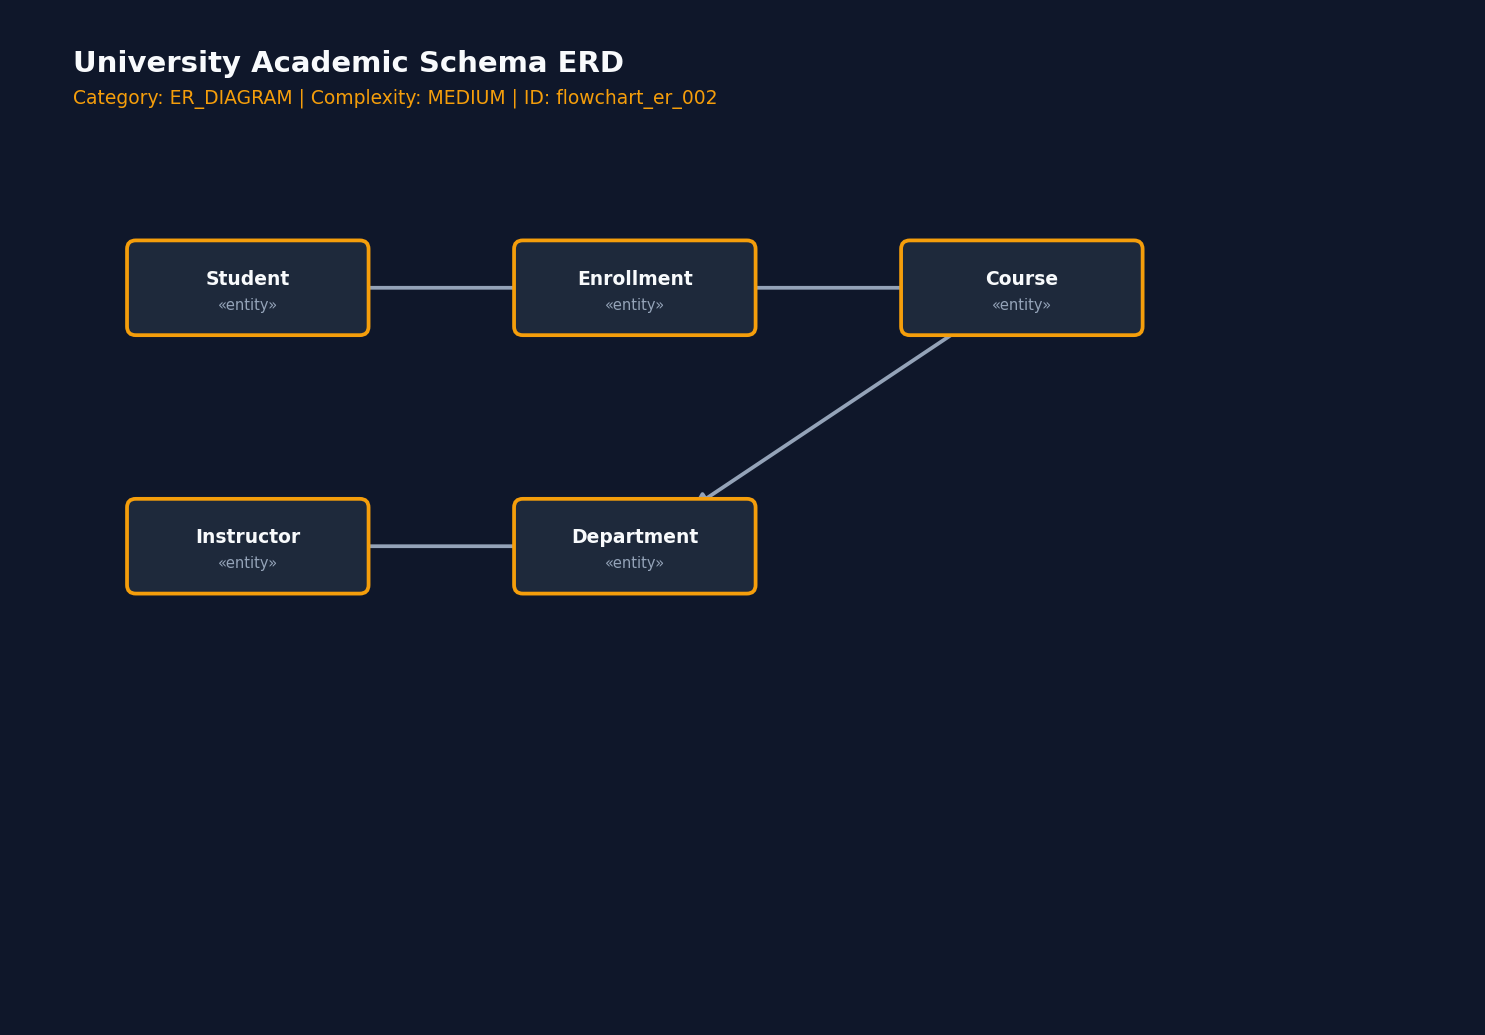 University Academic Schema ERD
Category: ER_DIAGRAM | Complexity: MEDIUM | ID: flowchart_er_002
Student
«entity»
Enrollment
«entity»
Course
«entity»
Instructor
«entity»
Department
«entity»